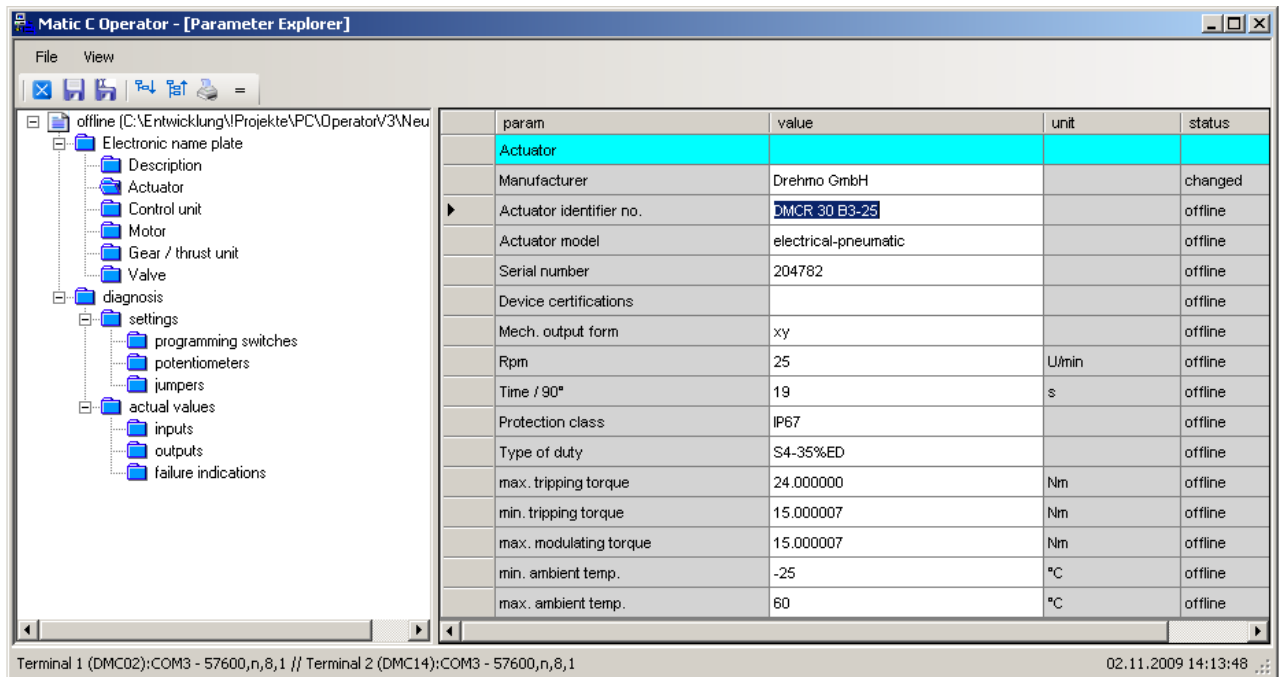 Matic C Operator - [Parameter Explorer]
File View
=
offline (C:\Entwicklung\!Projekte\PC\OperatorV3\Neu
Electronic name plate
Description
Actuator
Control unit
Motor
Gear / thrust unit
Valve
diagnosis
settings
programming switches
potentiometers
jumpers
actual values
inputs
outputs
failure indications
param value unit status
Actuator
Manufacturer Drehmo GmbH changed
Actuator identifier no. DMCR 30 B3-25 offline
Actuator model electrical-pneumatic offline
Serial number 204782 offline
Device certifications offline
Mech. output form xy offline
Rpm 25 U/min offline
Time / 90° 19 s offline
Protection class IP67 offline
Type of duty S4-35%ED offline
max. tripping torque 24.000000 Nm offline
min. tripping torque 15.000007 Nm offline
max. modulating torque 15.000007 Nm offline
min. ambient temp. -25 °C offline
max. ambient temp. 60 °C offline
Terminal 1 (DMC02):COM3 - 57600,n,8,1 // Terminal 2 (DMC14):COM3 - 57600,n,8,1 02.11.2009 14:13:48